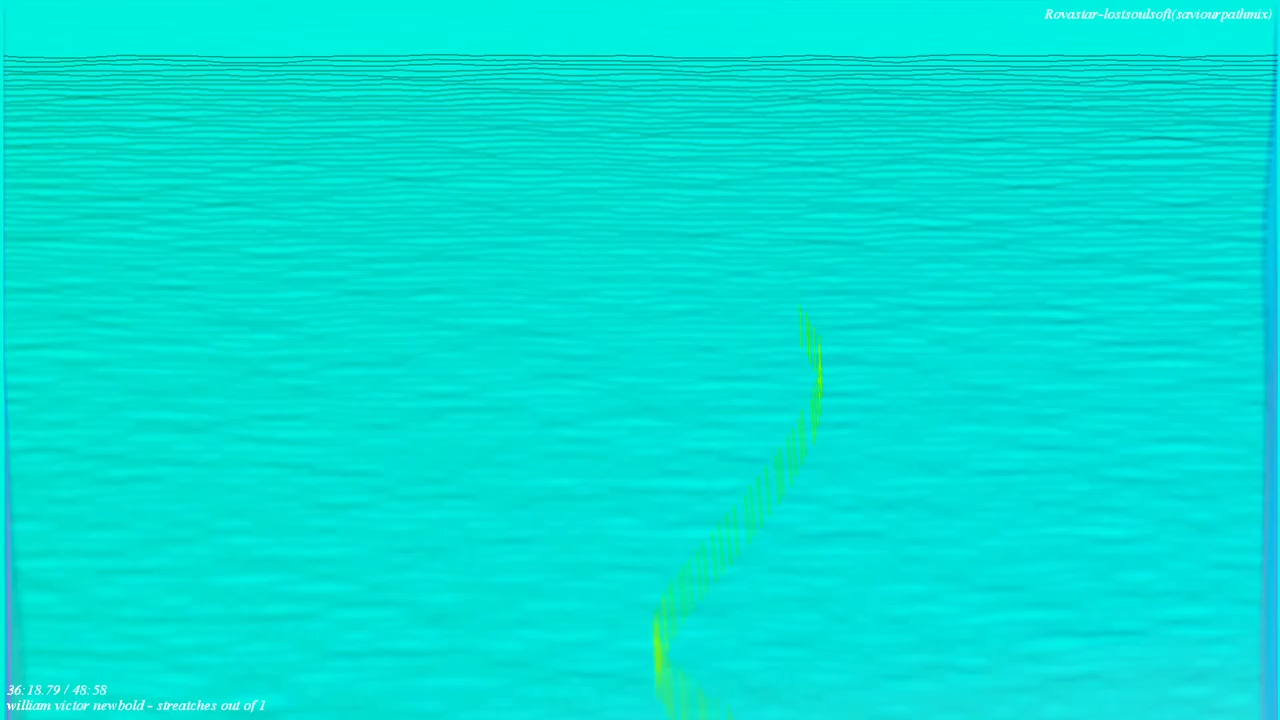 Rovastar-lostsoulsoft(saviourpathmix)
36:18.79 / 48:58
william victor newbold - streatches out of 1